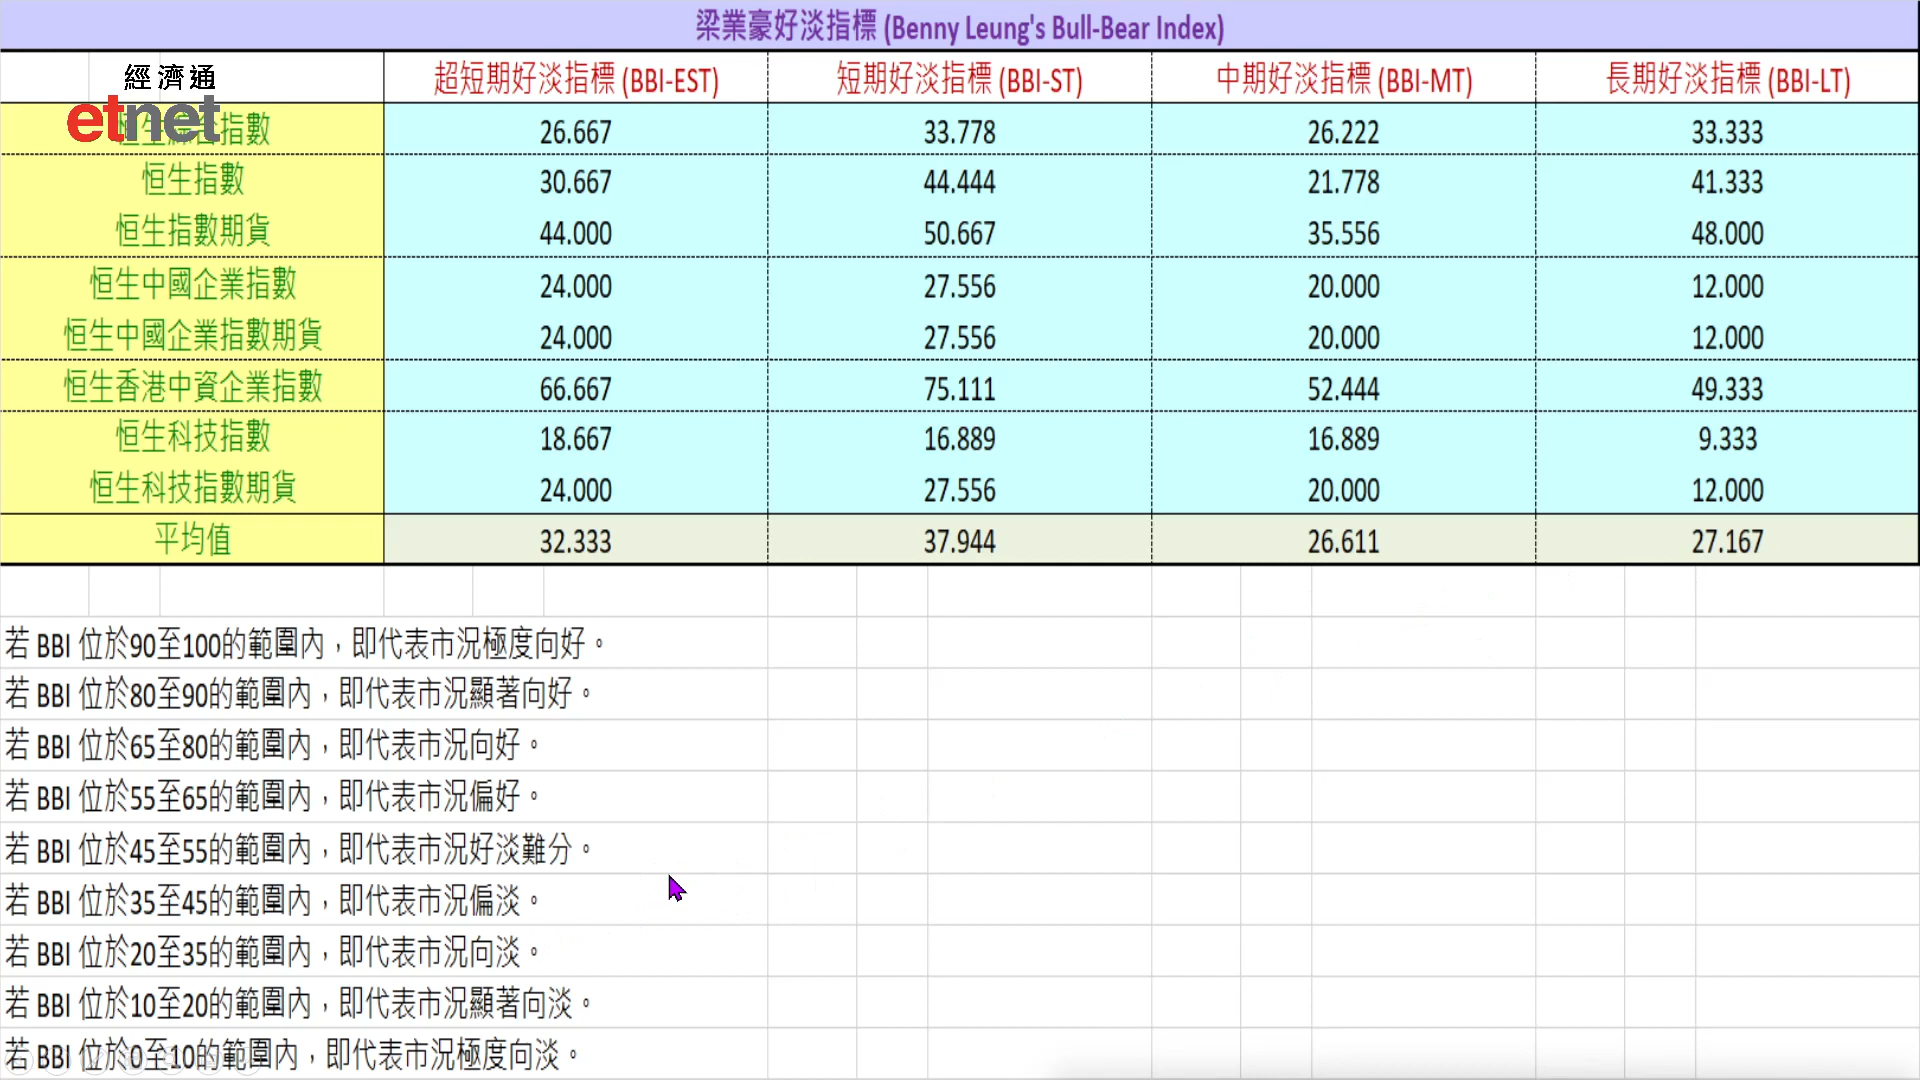 梁業豪好淡指標 (Benny Leung's Bull-Bear Index)
經濟通
etnet
超短期好淡指標 (BBI-EST) 短期好淡指標 (BBI-ST) 中期好淡指標 (BBI-MT) 長期好淡指標 (BBI-LT)
恒生綜合指數 26.667 33.778 26.222 33.333
恒生指數 30.667 44.444 21.778 41.333
恒生指數期貨 44.000 50.667 35.556 48.000
恒生中國企業指數 24.000 27.556 20.000 12.000
恒生中國企業指數期貨 24.000 27.556 20.000 12.000
恒生香港中資企業指數 66.667 75.111 52.444 49.333
恒生科技指數 18.667 16.889 16.889 9.333
恒生科技指數期貨 24.000 27.556 20.000 12.000
平均值 32.333 37.944 26.611 27.167
若 BBI 位於90至100的範圍內，即代表市況極度向好。
若 BBI 位於80至90的範圍內，即代表市況顯著向好。
若 BBI 位於65至80的範圍內，即代表市況向好。
若 BBI 位於55至65的範圍內，即代表市況偏好。
若 BBI 位於45至55的範圍內，即代表市況好淡難分。
若 BBI 位於35至45的範圍內，即代表市況偏淡。
若 BBI 位於20至35的範圍內，即代表市況向淡。
若 BBI 位於10至20的範圍內，即代表市況顯著向淡。
若 BBI 位於0至10的範圍內，即代表市況極度向淡。